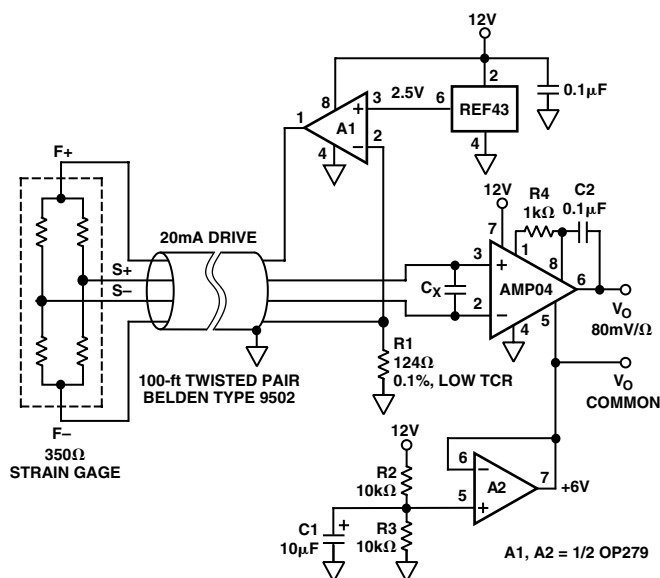 12V
2
0.1µF
8
3
2.5V
6
REF43
1
A1
4
2
4
F+
20mA DRIVE
S+
S–
12V
7
R4
1kΩ
C2
0.1µF
1
8
3
AMP04
6
CX
2
4
5
VO
80mV/Ω
VO
COMMON
R1
124Ω
0.1%, LOW TCR
100-ft TWISTED PAIR
BELDEN TYPE 9502
F–
350Ω
STRAIN GAGE
12V
R2
10kΩ
6
A2
7
+6V
5
C1
10µF
R3
10kΩ
A1, A2 = 1/2 OP279
+
–
+
–
–
+
+